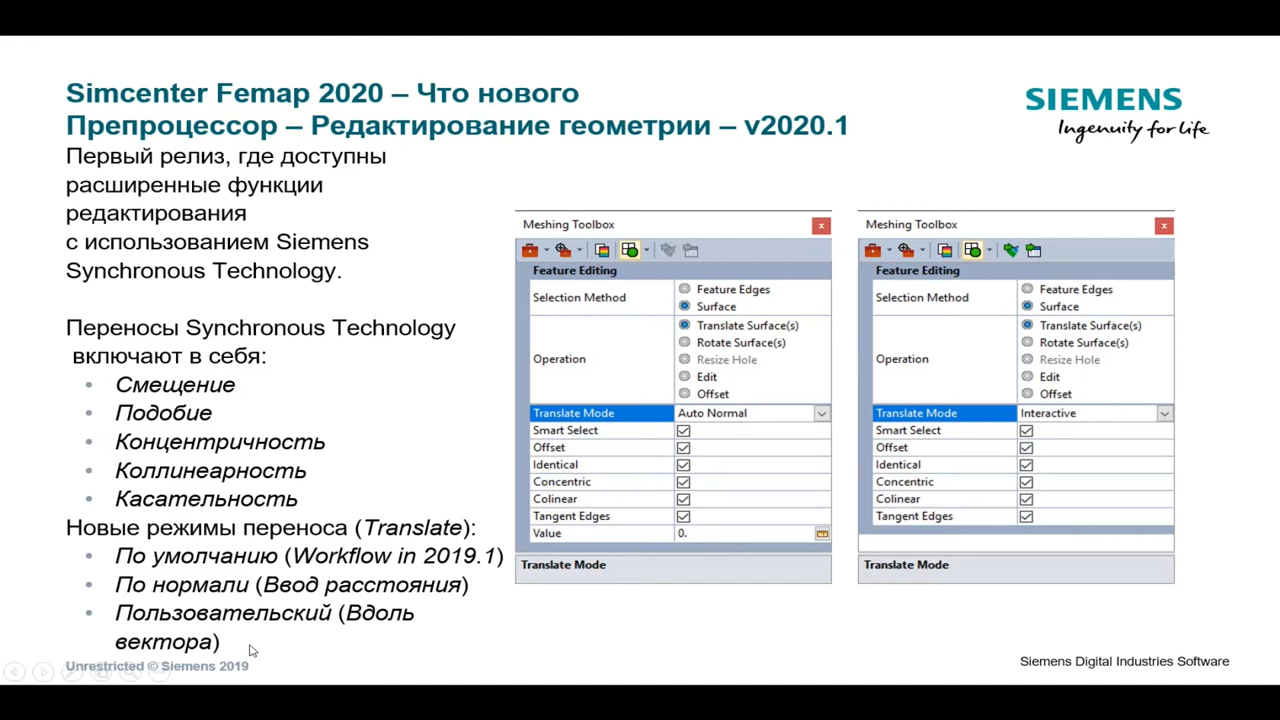 Simcenter Femap 2020 – Что нового
Препроцессор – Редактирование геометрии – v2020.1
SIEMENS
Ingenuity for life
Первый релиз, где доступны
расширенные функции
редактирования
с использованием Siemens
Synchronous Technology.
Переносы Synchronous Technology
включают в себя:
• Смещение
• Подобие
• Концентричность
• Коллинеарность
• Касательность
Новые режимы переноса (Translate):
• По умолчанию (Workflow in 2019.1)
• По нормали (Ввод расстояния)
• Пользовательский (Вдоль
вектора)
Meshing Toolbox
Feature Editing
Selection Method
Feature Edges
Surface
Operation
Translate Surface(s)
Rotate Surface(s)
Resize Hole
Edit
Offset
Translate Mode Auto Normal
Smart Select
Offset
Identical
Concentric
Colinear
Tangent Edges
Value 0.
Translate Mode
Meshing Toolbox
Feature Editing
Selection Method
Feature Edges
Surface
Operation
Translate Surface(s)
Rotate Surface(s)
Resize Hole
Edit
Offset
Translate Mode Interactive
Smart Select
Offset
Identical
Concentric
Colinear
Tangent Edges
Translate Mode
Unrestricted © Siemens 2019
Siemens Digital Industries Software